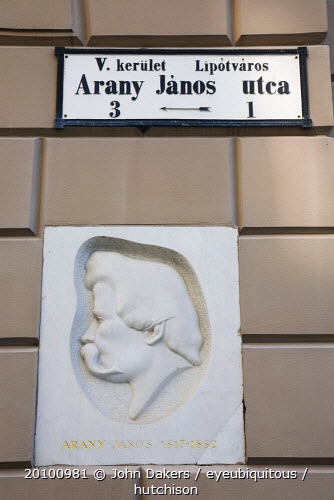 V. kerület Lipótváros
Arany János utca
3 1
ARANY JÁNOS 1817-1882
20100981 © John Dakers / eyeubiquitous /
hutchison